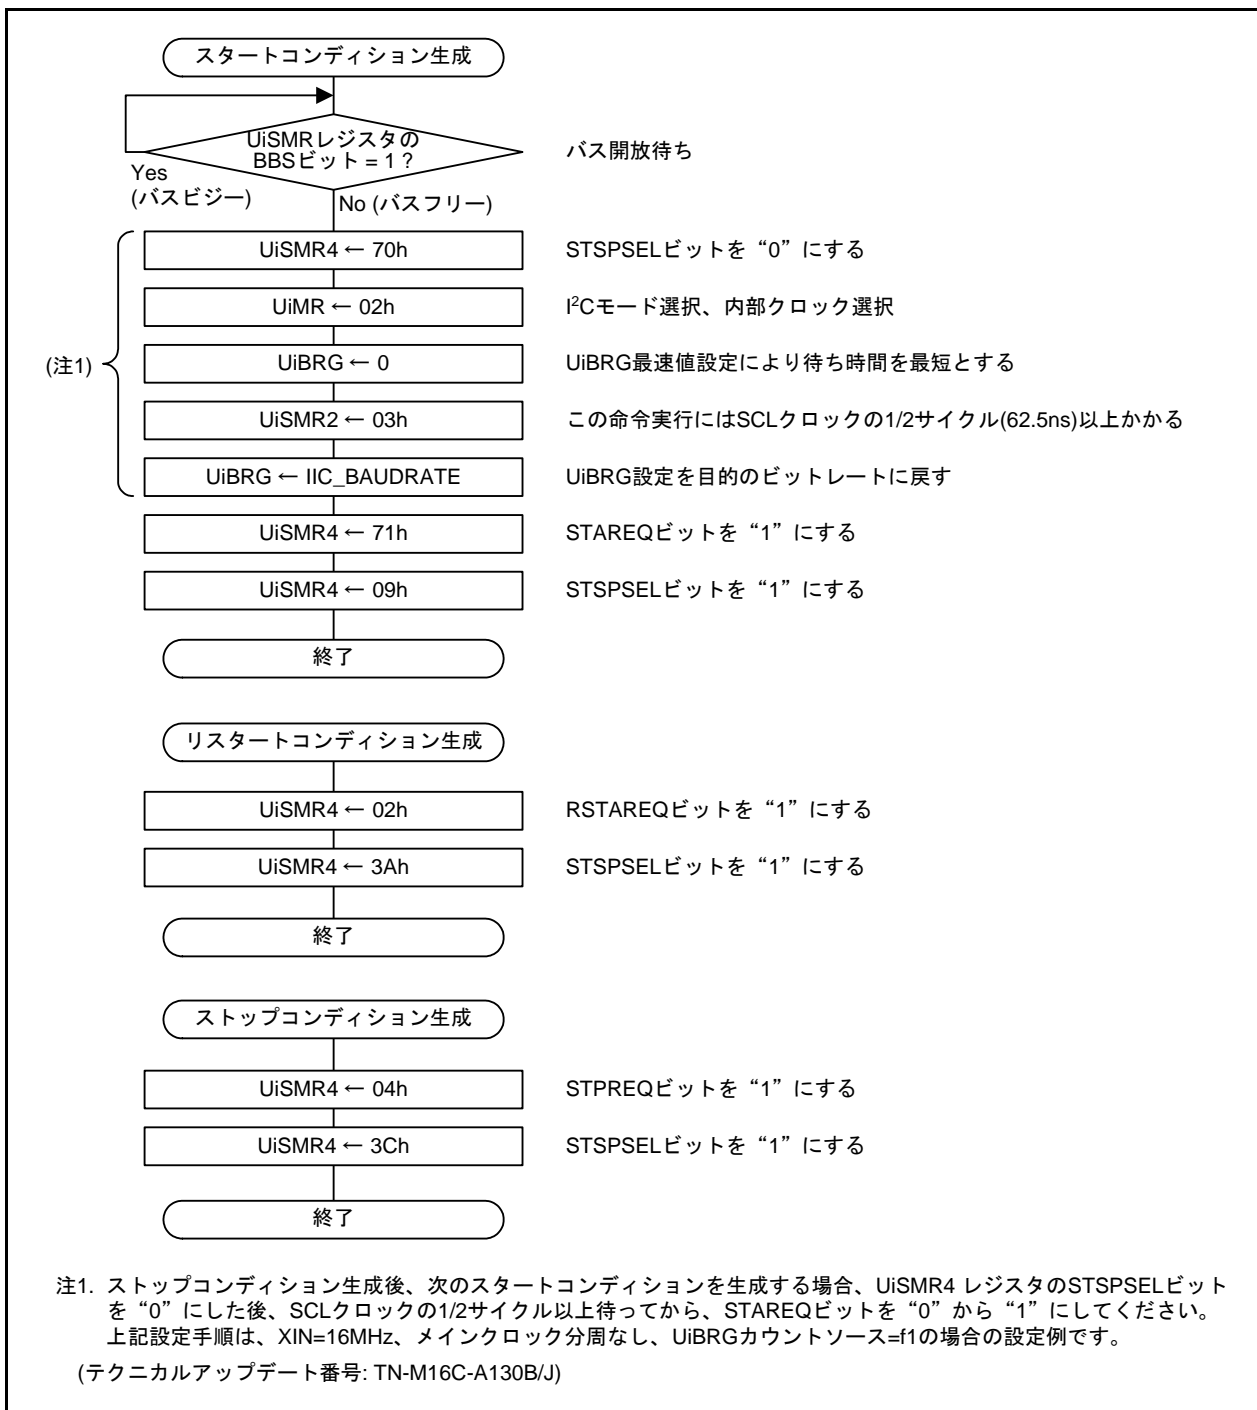 スタートコンディション生成
UiSMRレジスタの
BBSビット = 1 ?
バス開放待ち
Yes
(バスビジー)
No (バスフリー)
UiSMR4 ← 70h
STSPSELビットを“0”にする
UiMR ← 02h
I²Cモード選択、内部クロック選択
(注1)
UiBRG ← 0
UiBRG最速値設定により待ち時間を最短とする
UiSMR2 ← 03h
この命令実行にはSCLクロックの1/2サイクル(62.5ns)以上かかる
UiBRG ← IIC_BAUDRATE
UiBRG設定を目的のビットレートに戻す
UiSMR4 ← 71h
STAREQビットを“1”にする
UiSMR4 ← 09h
STSPSELビットを“1”にする
終了
リスタートコンディション生成
UiSMR4 ← 02h
RSTAREQビットを“1”にする
UiSMR4 ← 3Ah
STSPSELビットを“1”にする
終了
ストップコンディション生成
UiSMR4 ← 04h
STPREQビットを“1”にする
UiSMR4 ← 3Ch
STSPSELビットを“1”にする
終了
注1. ストップコンディション生成後、次のスタートコンディションを生成する場合、UiSMR4 レジスタのSTSPSELビット
を“0”にした後、SCLクロックの1/2サイクル以上待ってから、STAREQビットを“0”から“1”にしてください。
上記設定手順は、XIN=16MHz、メインクロック分周なし、UiBRGカウントソース=f1の場合の設定例です。
(テクニカルアップデート番号: TN-M16C-A130B/J)